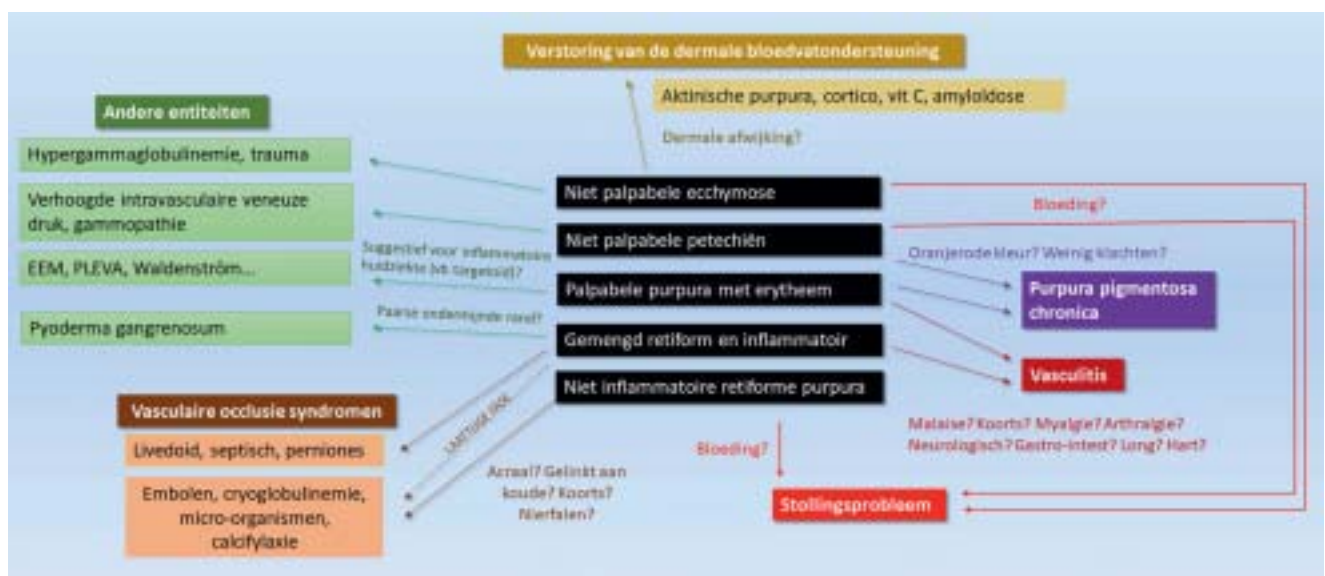 Verstoring van de dermale bloedvatondersteuning
Aktinische purpura, cortico, vit C, amyloïdose
Dermale afwijking?
Andere entiteiten
Hypergammaglobulinemie, trauma
Verhoogde intravasculaire veneuze
druk, gammopathie
EEM, PLEVA, Waldenström...
Pyoderma gangrenosum
Suggestief voor inflammatoire
huidziekte (vb targetoid)?
Paarse ondermijnde rand?
Niet palpabele ecchymose
Niet palpabele petechiën
Palpabele purpura met erytheem
Gemengd retiform en inflammatoir
Niet inflammatoire retiforme purpura
Bloeding?
Oranjerode kleur? Weinig klachten?
Purpura pigmentosa
chronica
Vasculitis
Malaise? Koorts? Myalgie? Arthralgie?
Neurologisch? Gastro-intest? Long? Hart?
Vasculaire occlusie syndromen
Livedoid, septisch, perniones
Embolen, cryoglobulinemie,
micro-organismen,
calcifylaxie
Acraal? Gelinkt aan
koude? Koorts?
Nierfalen?
Bloeding?
Stollingsprobleem